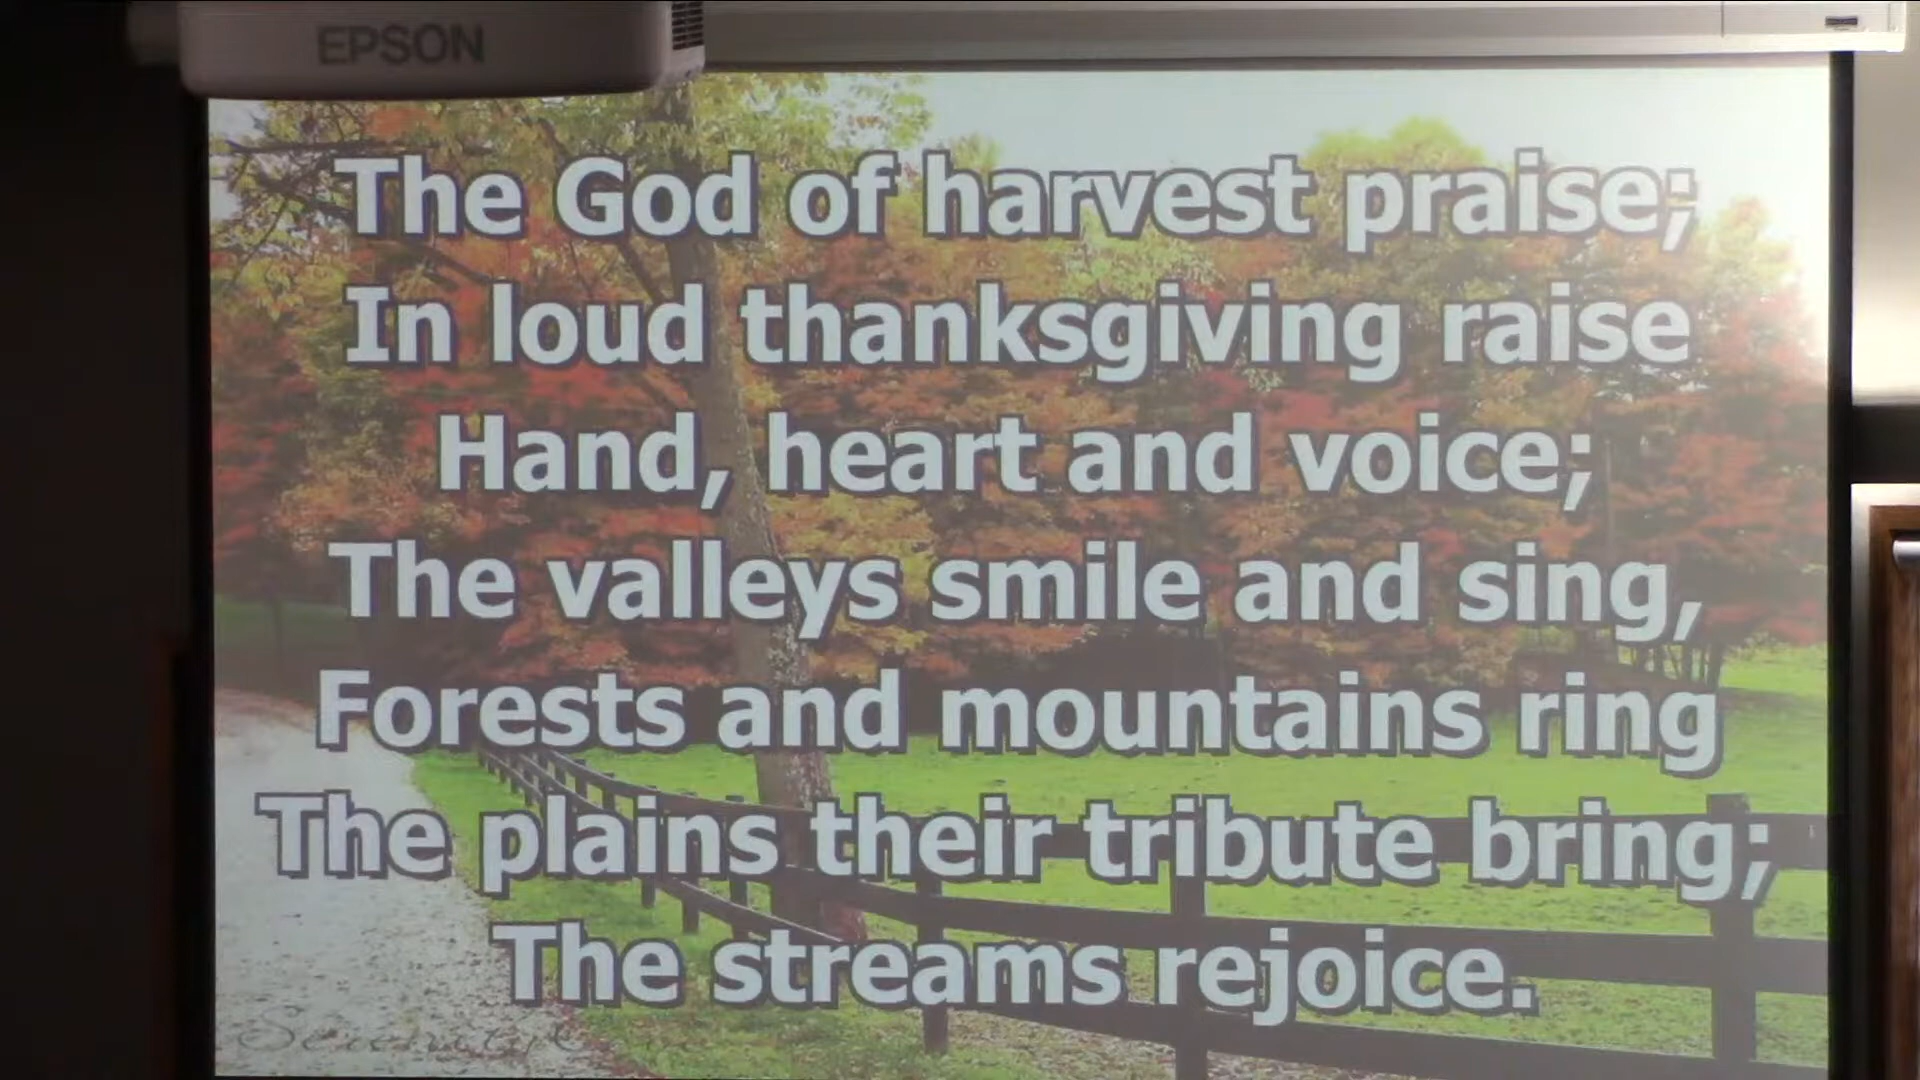 EPSON
The God of harvest praise;
In loud thanksgiving raise
Hand, heart and voice;
The valleys smile and sing,
Forests and mountains ring
The plains their tribute bring;
The streams rejoice.